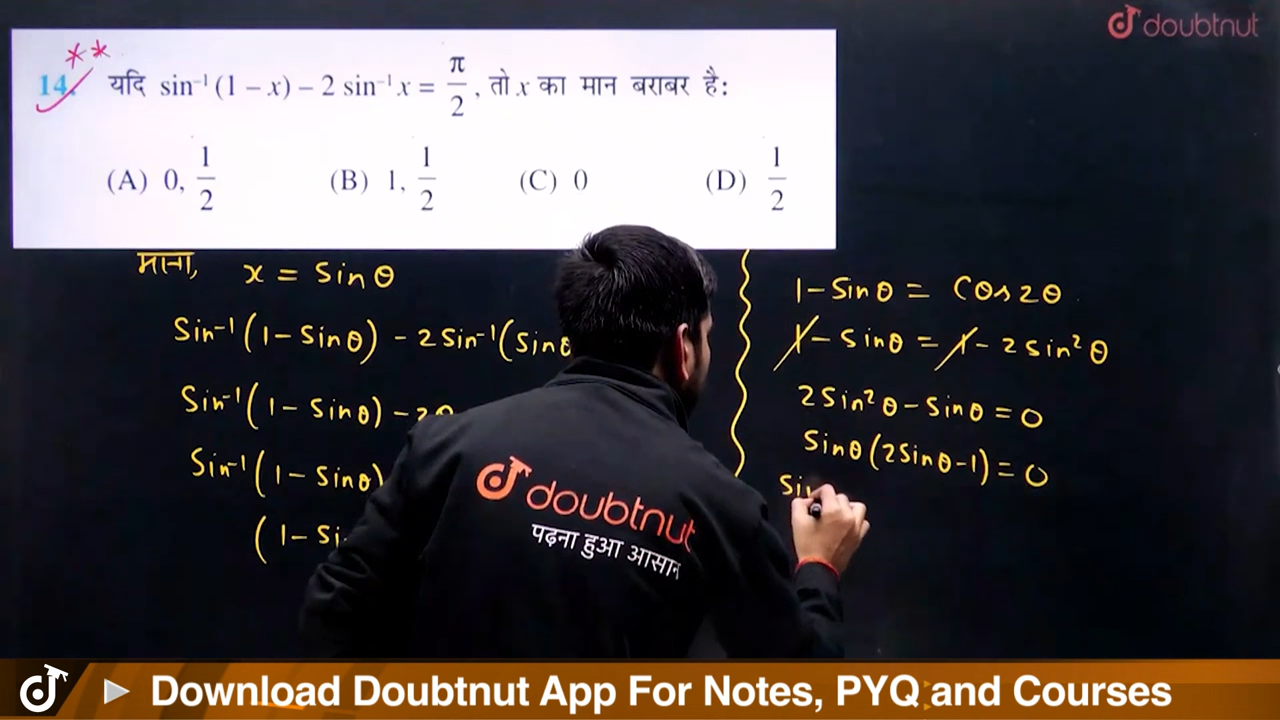 doubtnut
14. यदि sin⁻¹ (1 – x) – 2 sin⁻¹ x = π/2, तो x का मान बराबर है:
(A) 0, 1/2 (B) 1, 1/2 (C) 0 (D) 1/2
माना, x = Sinθ
Sin⁻¹(1 – Sinθ) – 2Sin⁻¹(Sinθ
Sin⁻¹(1 – Sinθ) – 2θ
Sin⁻¹(1 – Sinθ)
(1 – Si
1 – Sinθ = Cos2θ
1 – Sinθ = 1 – 2Sin²θ
2Sin²θ – Sinθ = 0
Sinθ(2Sinθ-1) = 0
Si
doubtnut
पढ़ना हुआ आसान
Download Doubtnut App For Notes, PYQ and Courses